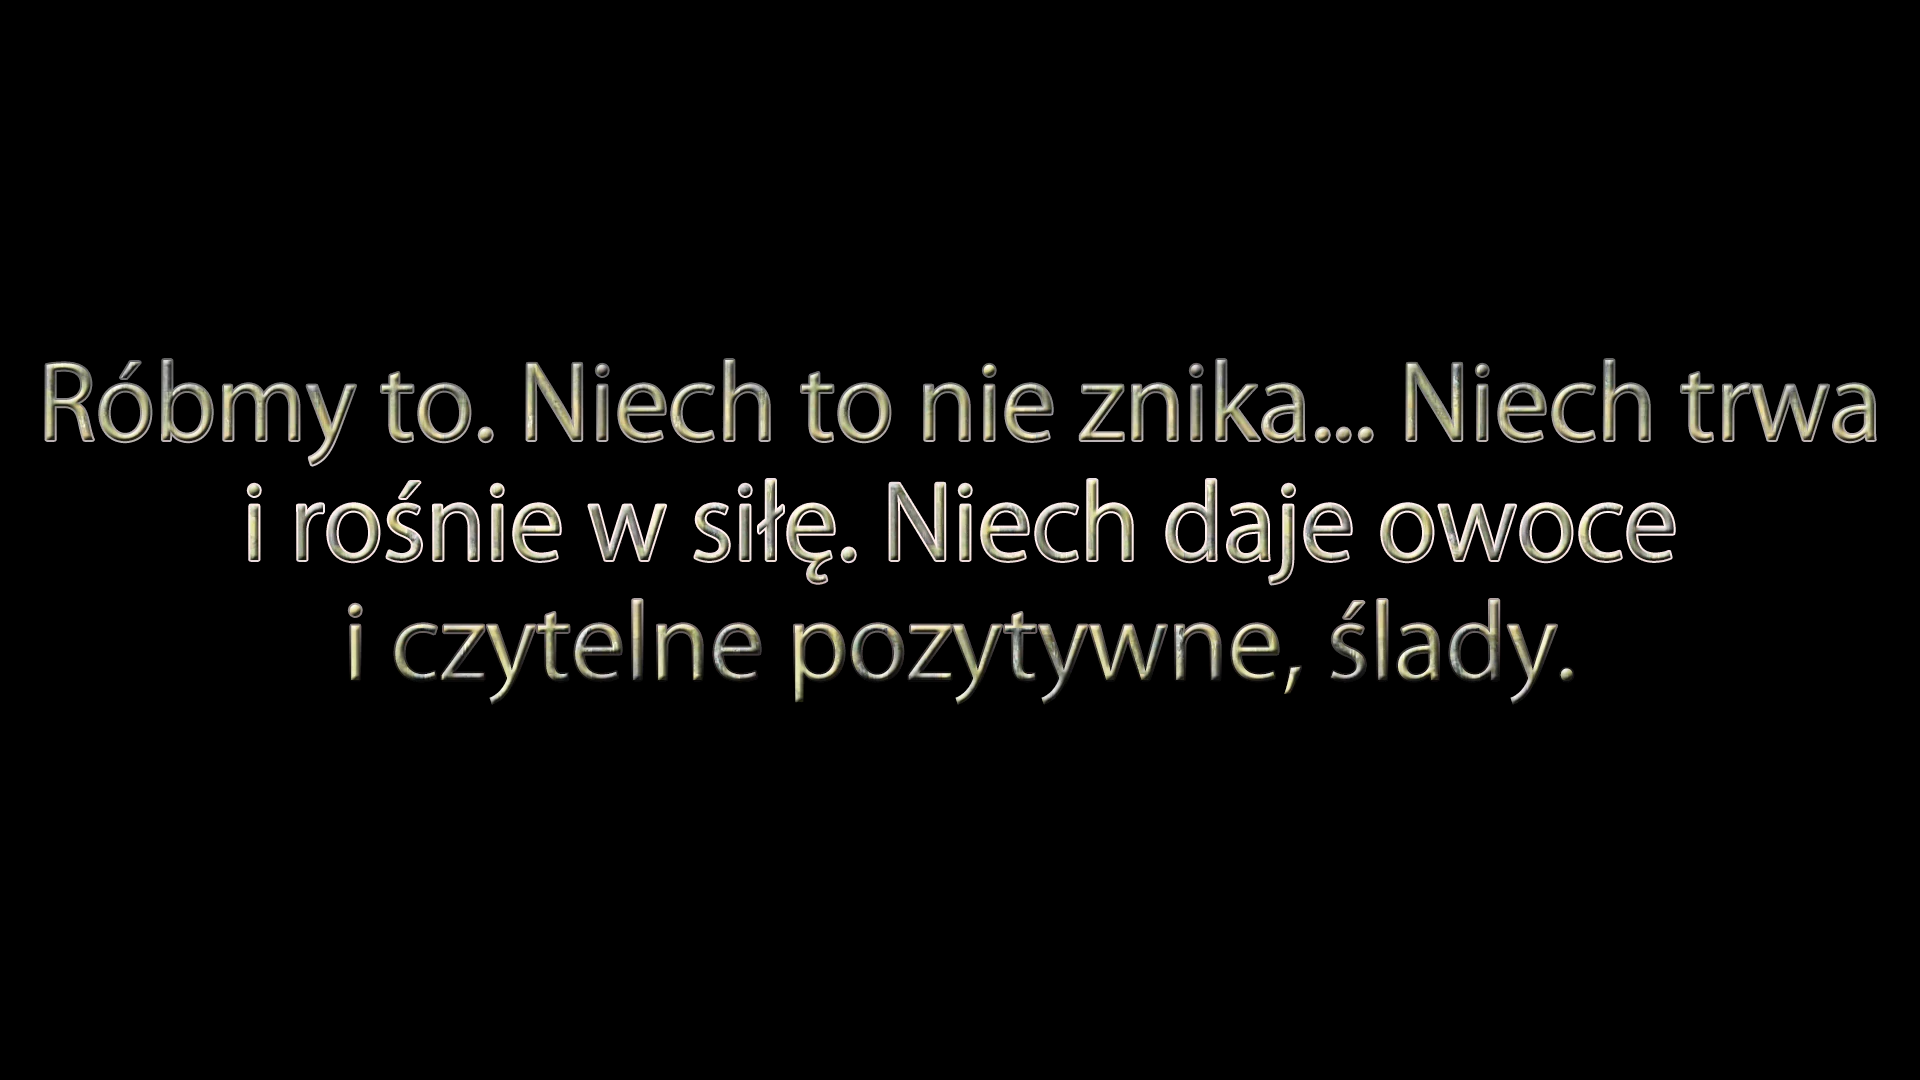 Róbmy to. Niech to nie znika... Niech trwa
i rośnie w siłę. Niech daje owoce
i czytelne pozytywne, ślady.